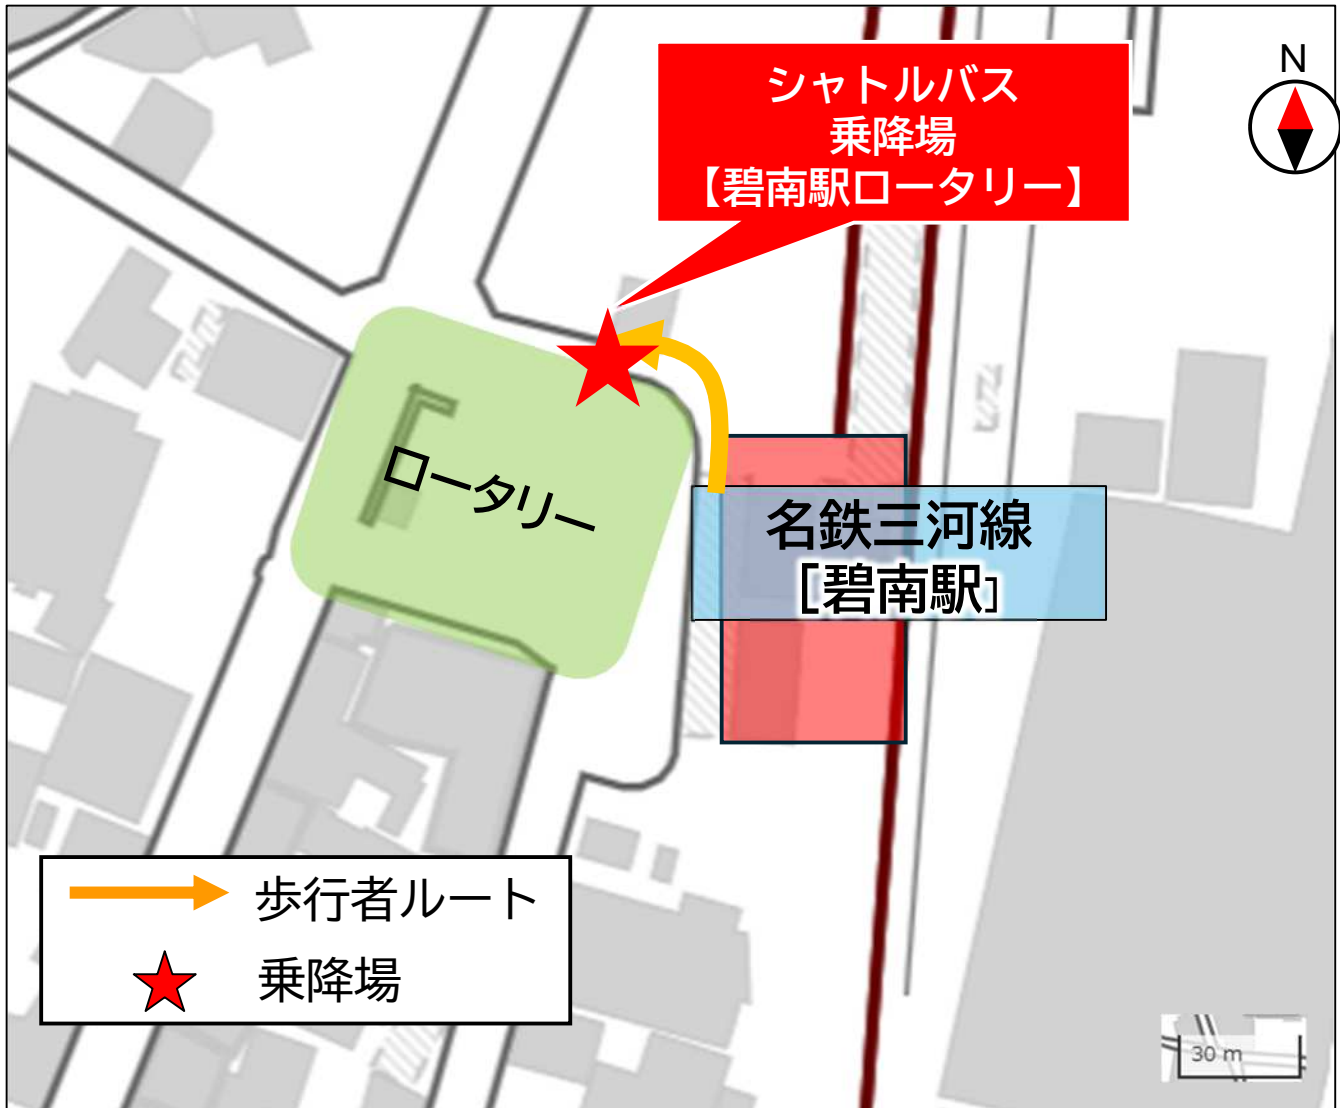 シャトルバス
乗降場
【碧南駅ロータリー】
N
ロータリー
名鉄三河線
[碧南駅]
歩行者ルート
乗降場
30 m